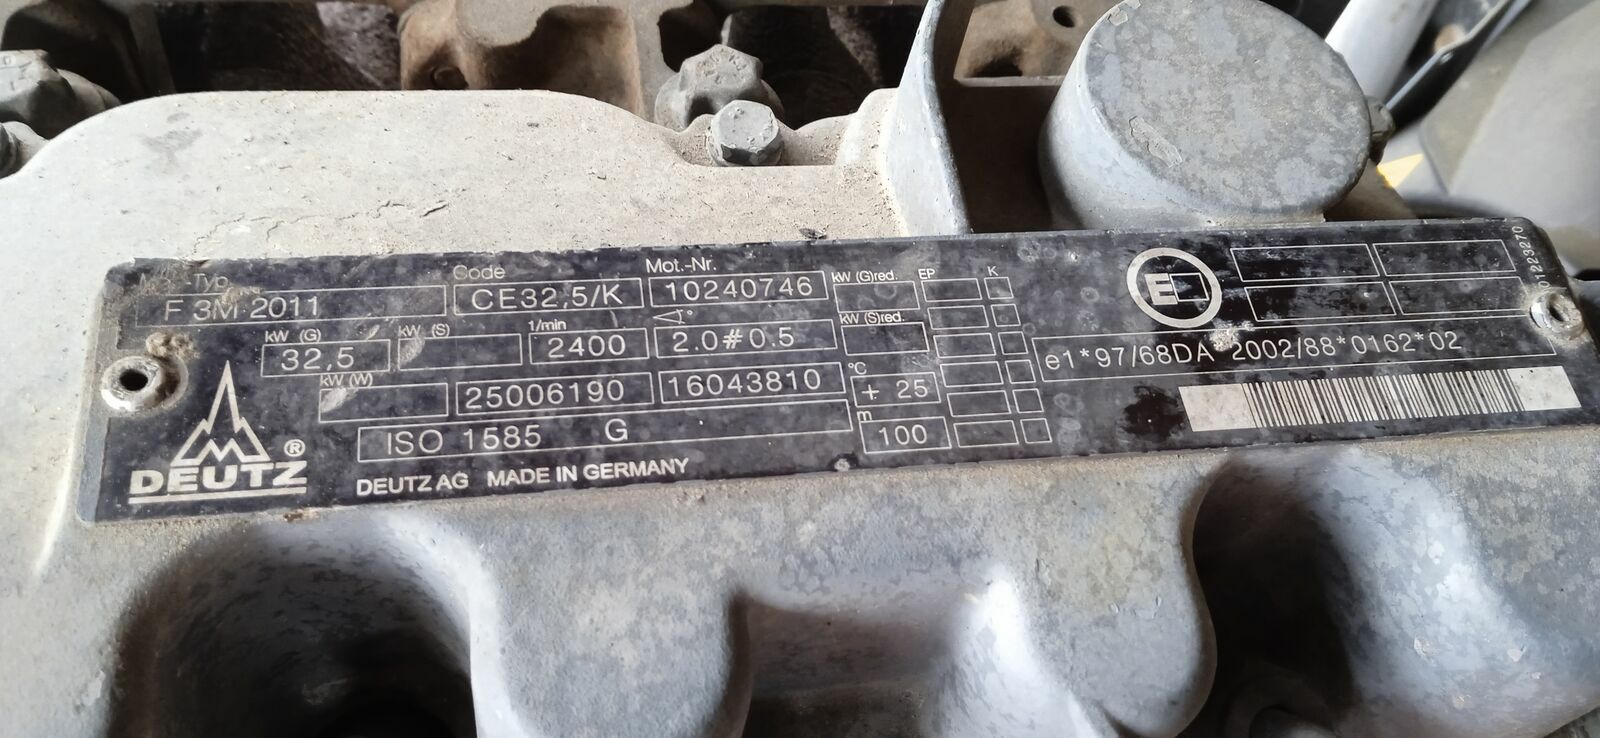 Code
Mot.-Nr.
F 3M 2011
CE32,5/K
10240746
kW (G)
kW (S)
1/min
32,5
2400
2.0#0.5
kW (W)
25006190
16043810
ISO 1585 G
DEUTZ ®
DEUTZ AG MADE IN GERMANY
kW (G)red.
EP
K
kW (S)red.
°C
+ 25
m
100
E
e1*97/68DA*2002/88*0162*02